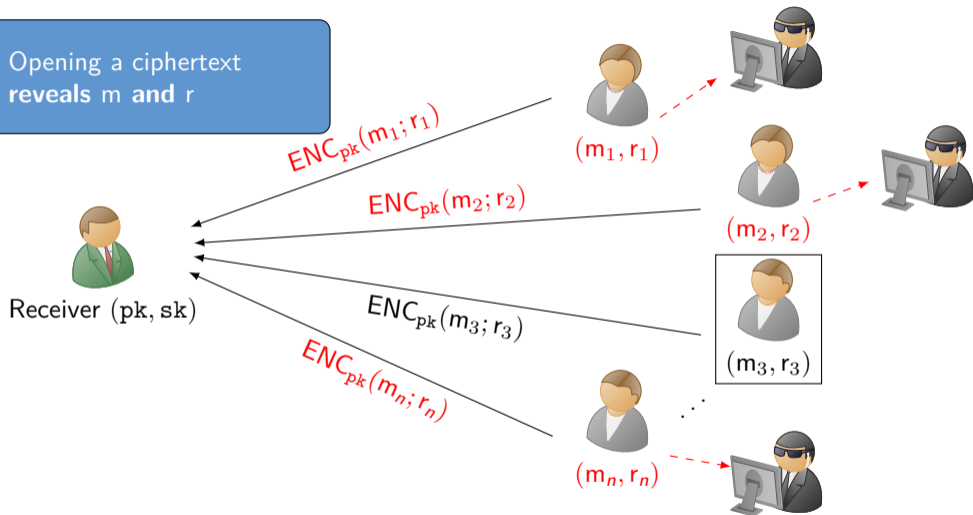 Opening a ciphertext
reveals m and r
ENC_pk(m_1; r_1)
(m_1, r_1)
ENC_pk(m_2; r_2)
(m_2, r_2)
Receiver (pk, sk)
ENC_pk(m_3; r_3)
(m_3, r_3)
ENC_pk(m_n; r_n)
...
(m_n, r_n)